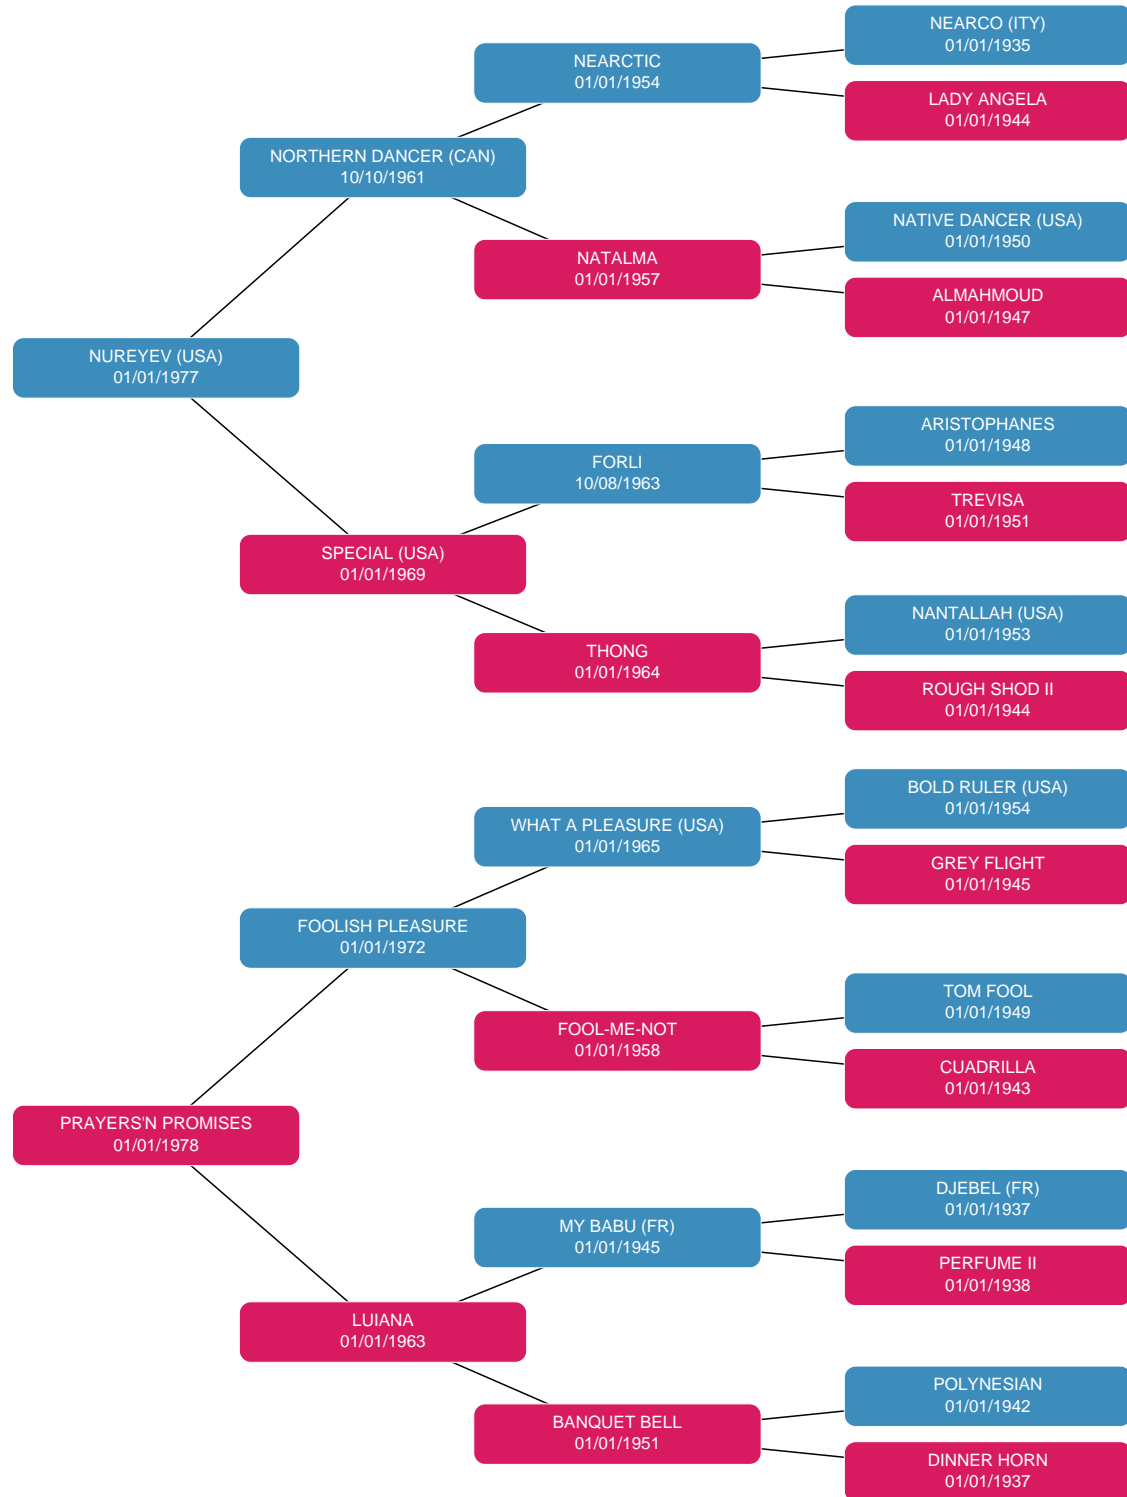 NEARCO (ITY)
01/01/1935
NEARCTIC
01/01/1954
LADY ANGELA
01/01/1944
NORTHERN DANCER (CAN)
10/10/1961
NATIVE DANCER (USA)
01/01/1950
NATALMA
01/01/1957
ALMAHMOUD
01/01/1947
NUREYEV (USA)
01/01/1977
ARISTOPHANES
01/01/1948
FORLI
10/08/1963
TREVISA
01/01/1951
SPECIAL (USA)
01/01/1969
NANTALLAH (USA)
01/01/1953
THONG
01/01/1964
ROUGH SHOD II
01/01/1944
BOLD RULER (USA)
01/01/1954
WHAT A PLEASURE (USA)
01/01/1965
GREY FLIGHT
01/01/1945
FOOLISH PLEASURE
01/01/1972
TOM FOOL
01/01/1949
FOOL-ME-NOT
01/01/1958
CUADRILLA
01/01/1943
PRAYERS'N PROMISES
01/01/1978
DJEBEL (FR)
01/01/1937
MY BABU (FR)
01/01/1945
PERFUME II
01/01/1938
LUIANA
01/01/1963
POLYNESIAN
01/01/1942
BANQUET BELL
01/01/1951
DINNER HORN
01/01/1937